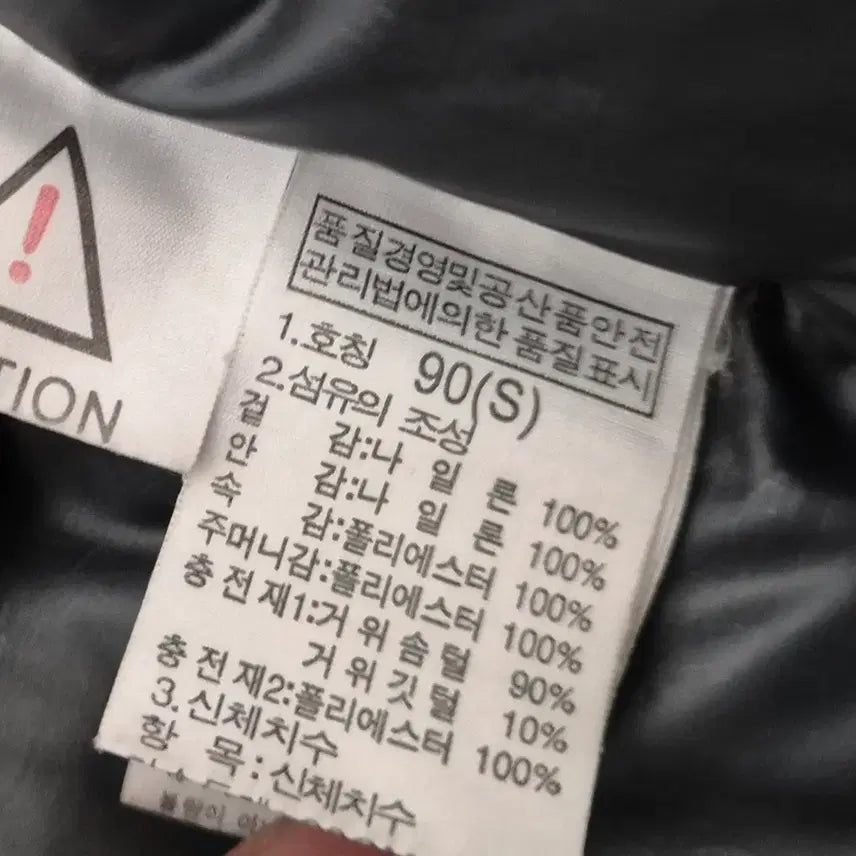 TION
품질경영및공산품안전
관리법에의한품질표시
1.호칭 90(S)
2.섬유의 조성
겉 감:나 일 론 100%
안 감:나 일 론 100%
속 감:폴리에스터 100%
주머니감:폴리에스터 100%
충 전 재1:거 위 솜 털 90%
거 위 깃 털 10%
충 전 재2:폴리에스터 100%
3.신체치수
항 목:신체치수